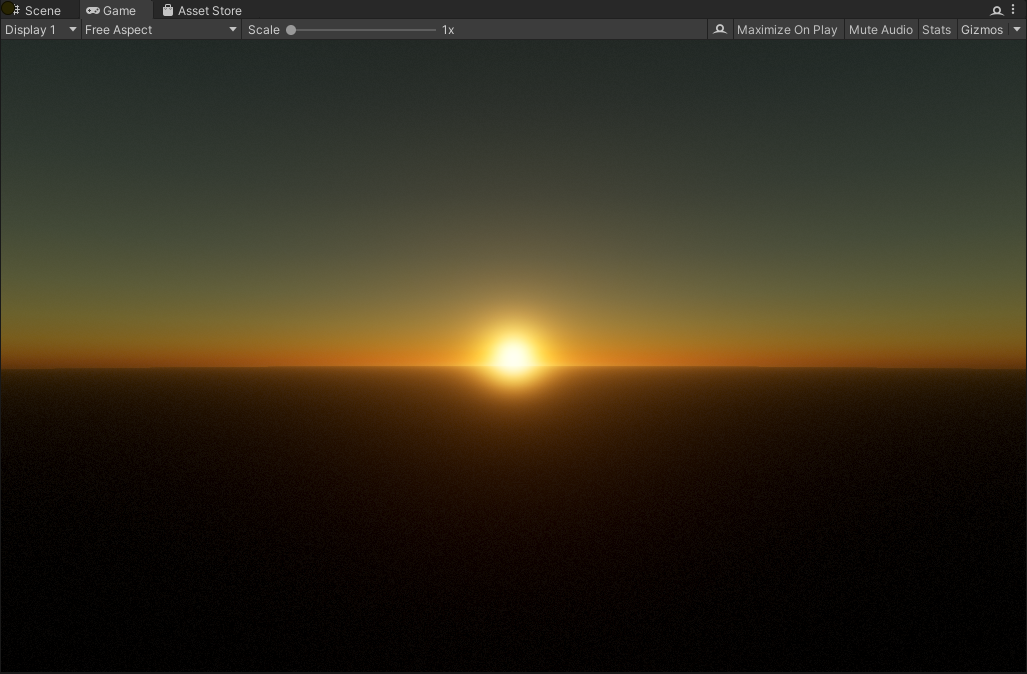 Scene Game Asset Store
Display 1 Free Aspect Scale 1x Maximize On Play Mute Audio Stats Gizmos